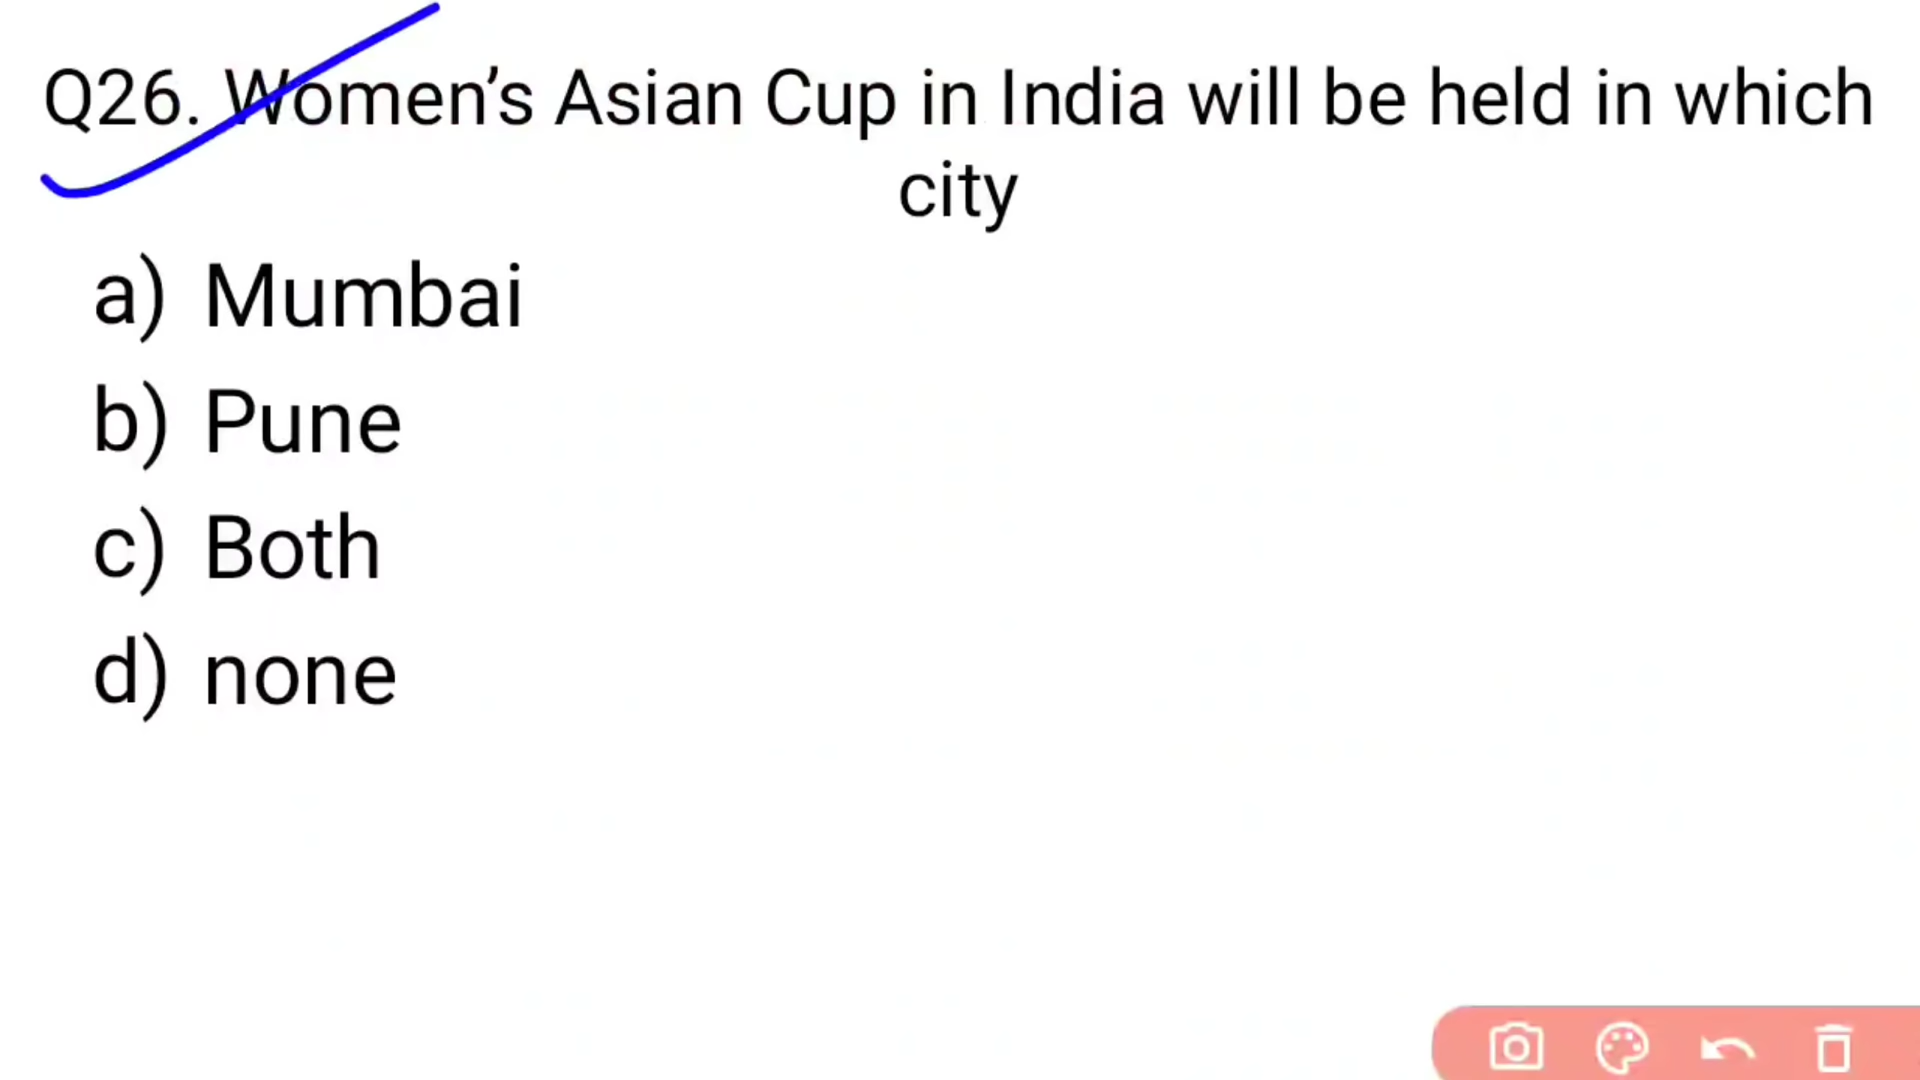 Q26. Women’s Asian Cup in India will be held in which
city
a) Mumbai
b) Pune
c) Both
d) none